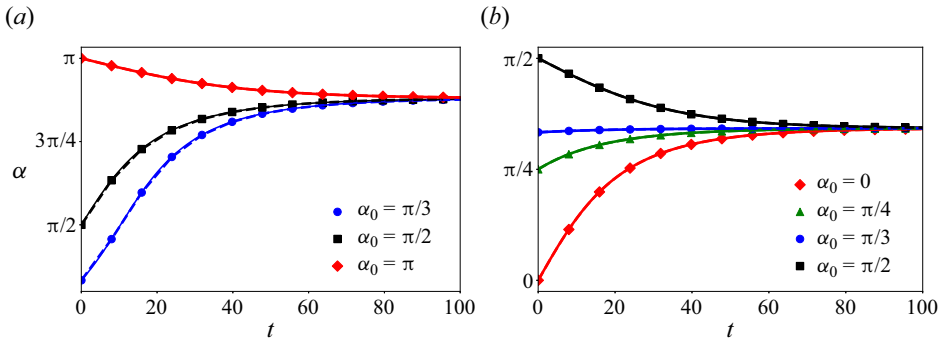 (a)
π
3π/4
π/2
α
0
20
40
60
80
100
t
α₀ = π/3
α₀ = π/2
α₀ = π
(b)
π/2
π/4
0
0
20
40
60
80
100
t
α₀ = 0
α₀ = π/4
α₀ = π/3
α₀ = π/2